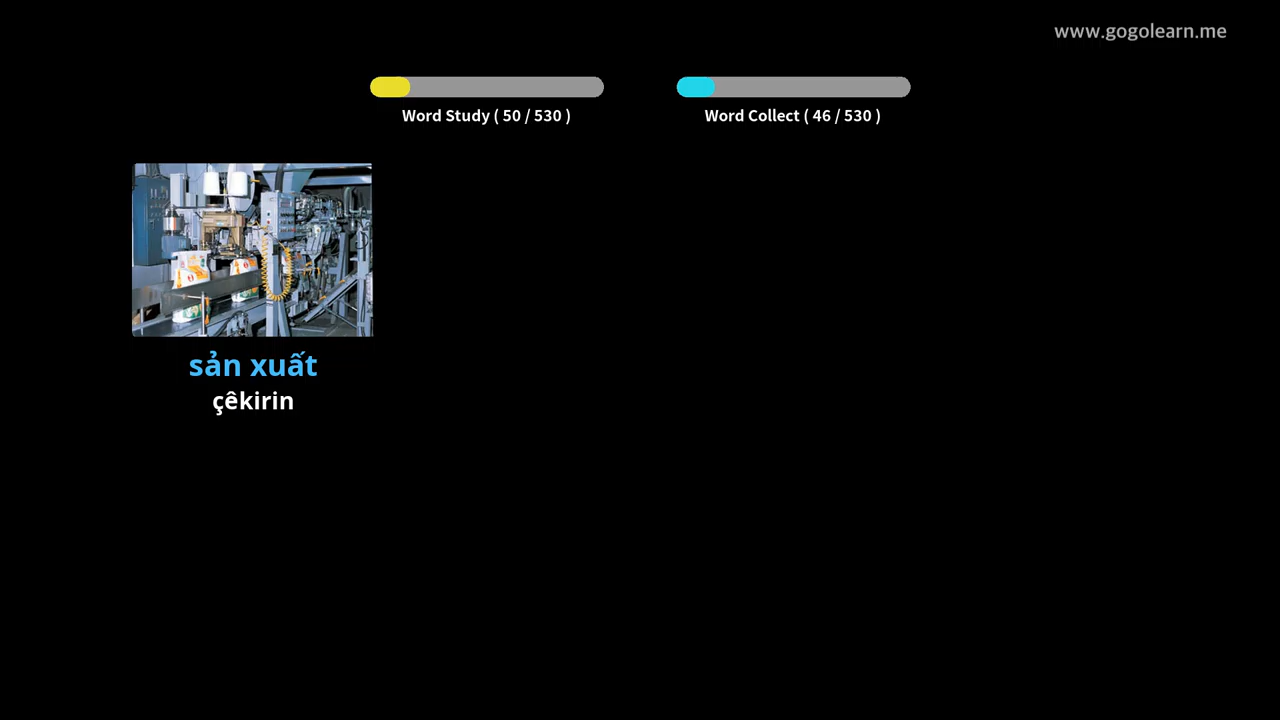 www.gogolearn.me
Word Study ( 50 / 530 )
Word Collect ( 46 / 530 )
sản xuất
çêkirin